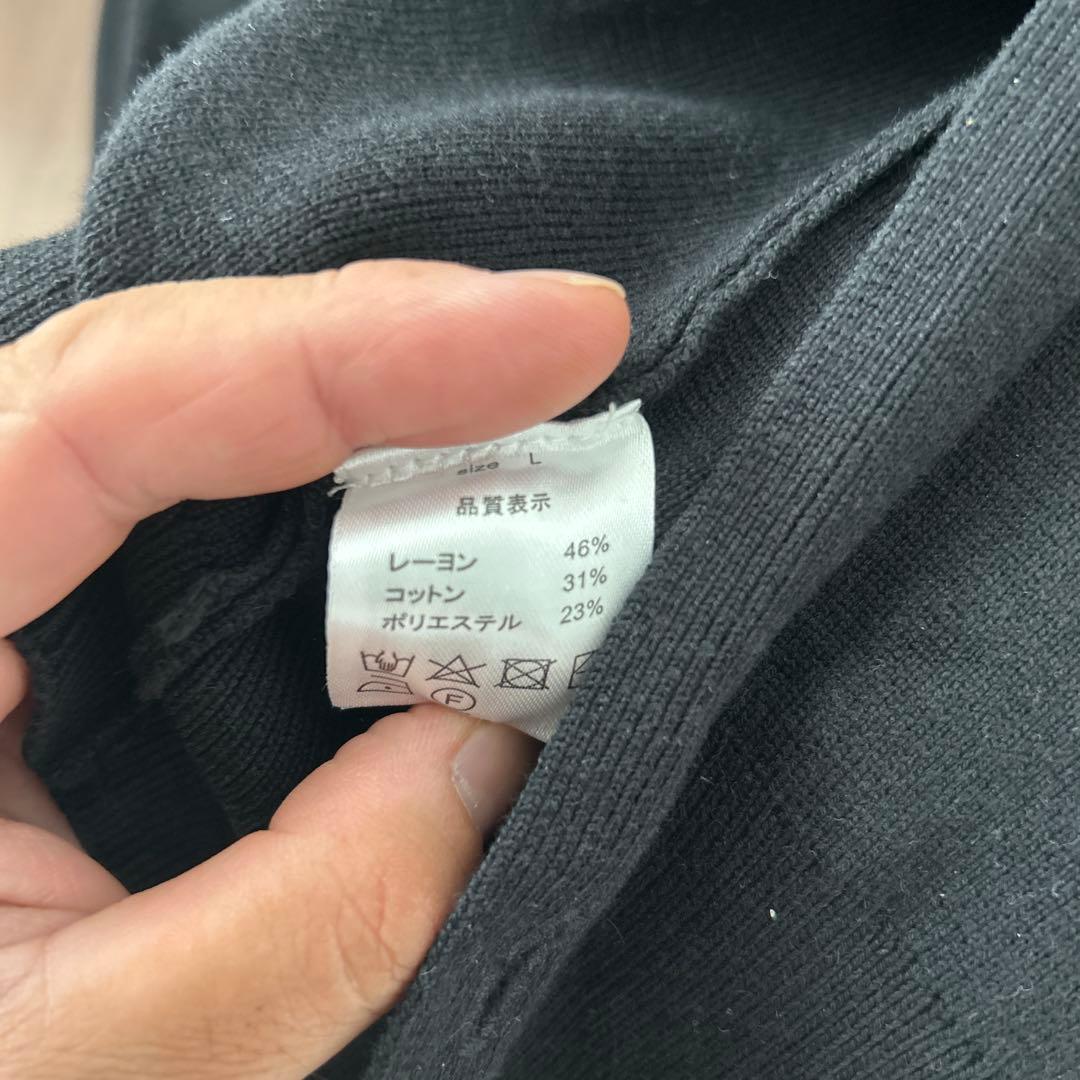 size L
品質表示
レーヨン 46%
コットン 31%
ポリエステル 23%
F